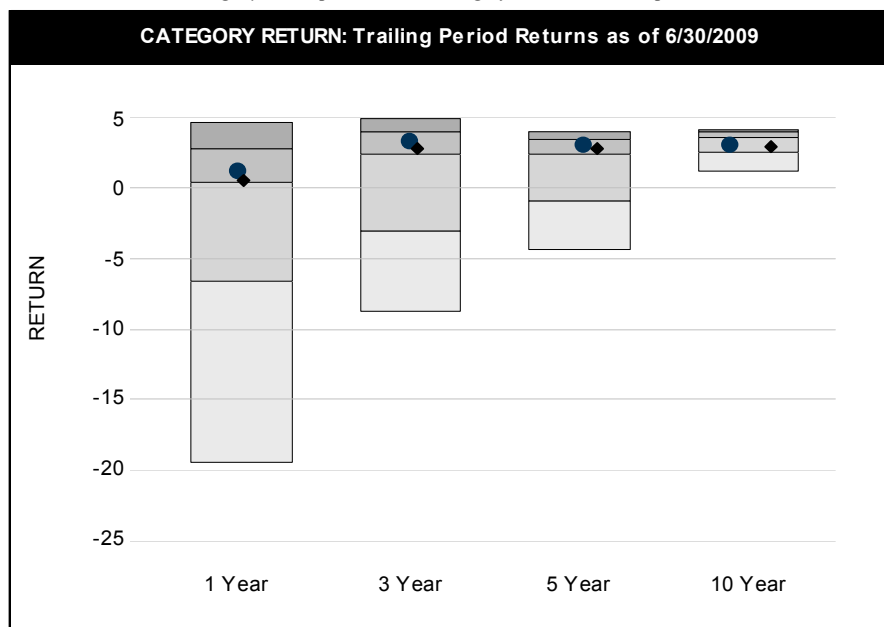 CATEGORY RETURN: Trailing Period Returns as of 6/30/2009
5
0
-5
-10
-15
-20
-25
RETURN
1 Year
3 Year
5 Year
10 Year